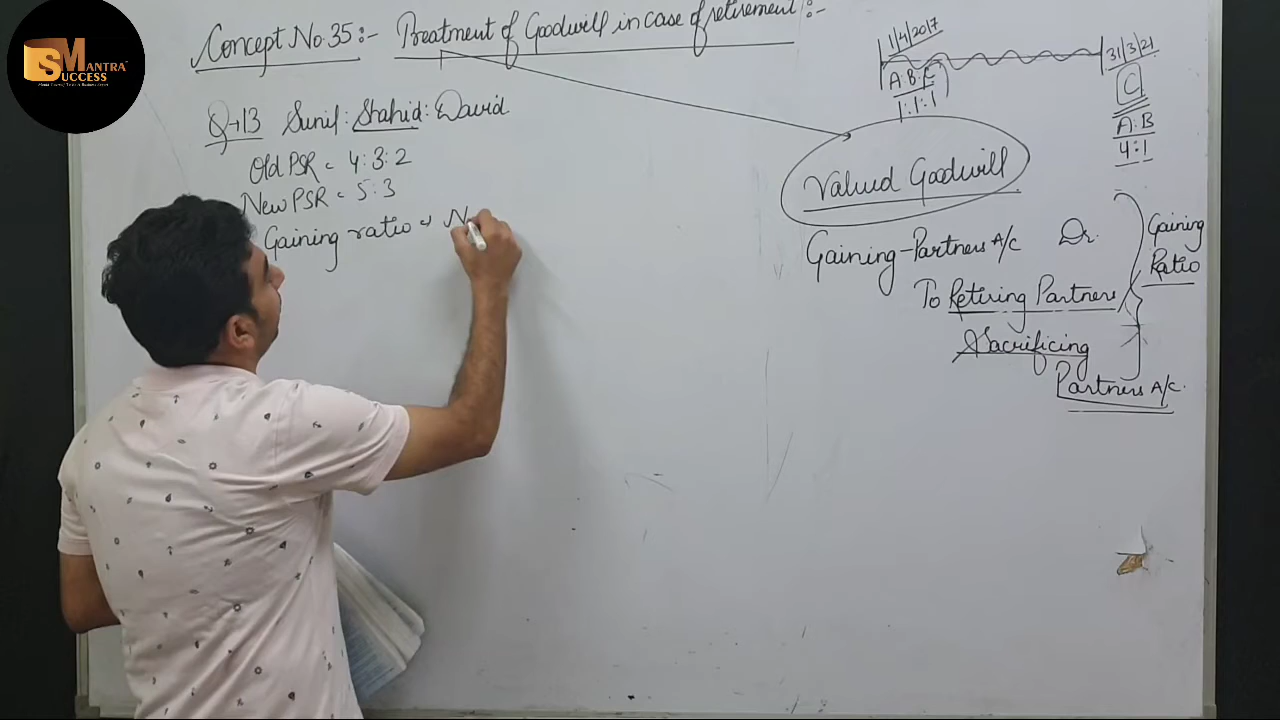 SM MANTRA
SUCCESS
Concept No. 35 :- Treatment of Goodwill in case of retirement :-
Q→13 Sunil : Shahid : David
Old PSR = 4 : 3 : 2
New PSR = 5 : 3
Gaining ratio = N
1/4/2017
31/3/21
A B C
1 : 1 : 1
C
A : B
4 : 1
Valued Goodwill
Gaining-Partners A/c Dr.
To Retiring Partners
Sacrificing
Partners A/c.
Gaining
Ratio